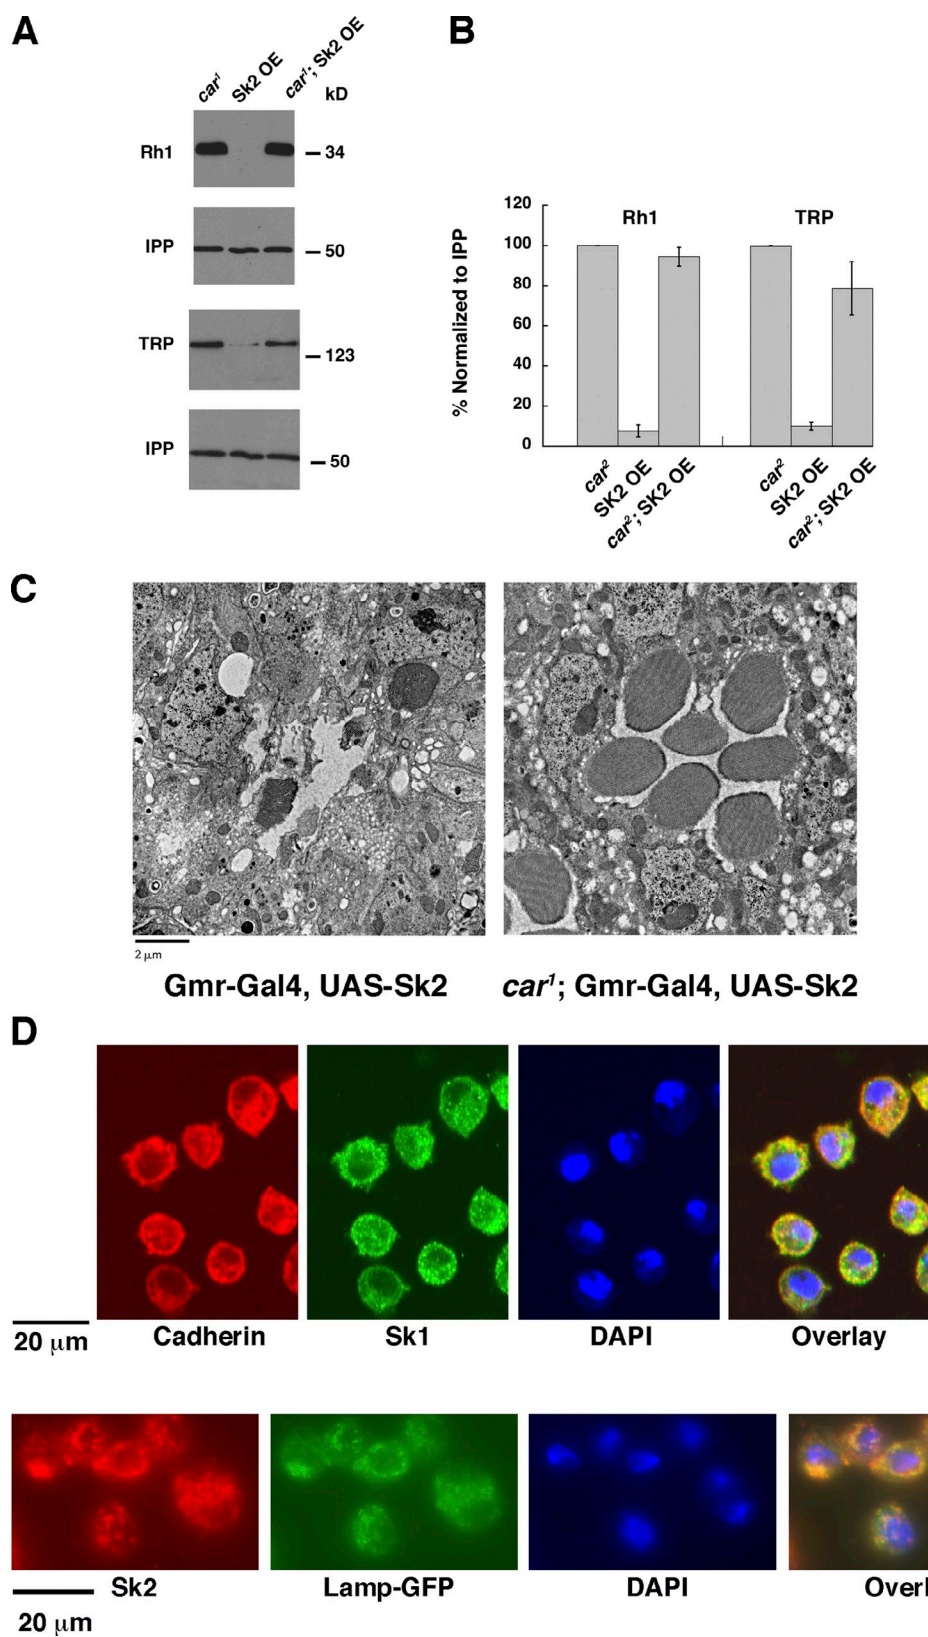 A
car¹
Sk2 OE
car¹; Sk2 OE
kD
Rh1
34
IPP
50
TRP
123
IPP
50
B
% Normalized to IPP
120
100
80
60
40
20
0
Rh1
TRP
car²
SK2 OE
car²; SK2 OE
car²
SK2 OE
car²; SK2 OE
C
2 µm
Gmr-Gal4, UAS-Sk2
car¹; Gmr-Gal4, UAS-Sk2
D
20 µm
Cadherin
Sk1
DAPI
Overlay
Sk2
Lamp-GFP
DAPI
Overl
20 µm